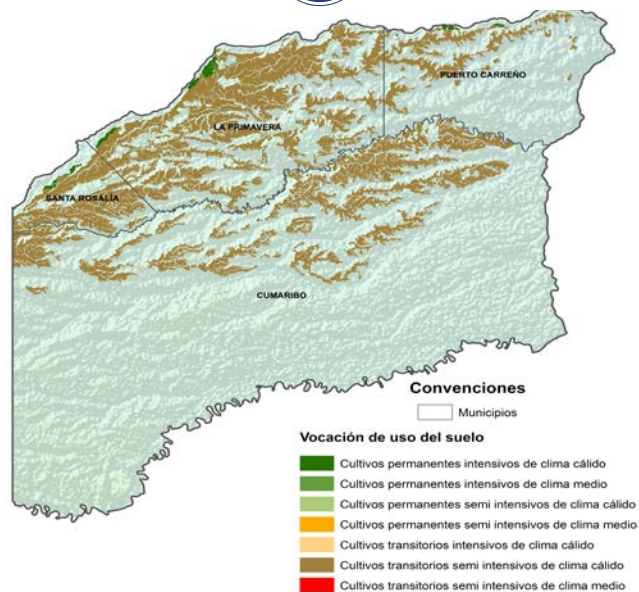 PUERTO CARREÑO
LA PRIMAVERA
SANTA ROSALÍA
CUMARIBO
Convenciones
Municipios
Vocación de uso del suelo
Cultivos permanentes intensivos de clima cálido
Cultivos permanentes intensivos de clima medio
Cultivos permanentes semi intensivos de clima cálido
Cultivos permanentes semi intensivos de clima medio
Cultivos transitorios intensivos de clima cálido
Cultivos transitorios semi intensivos de clima cálido
Cultivos transitorios semi intensivos de clima medio